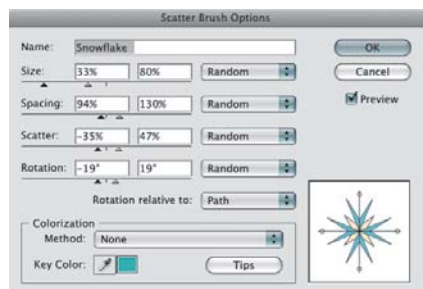 Scatter Brush Options
Name: Snowflake OK
Size: 33% 80% Random Cancel
Spacing: 94% 130% Random Preview
Scatter: -35% 47% Random
Rotation: -19° 19° Random
Rotation relative to: Path
Colorization
Method: None
Key Color: Tips